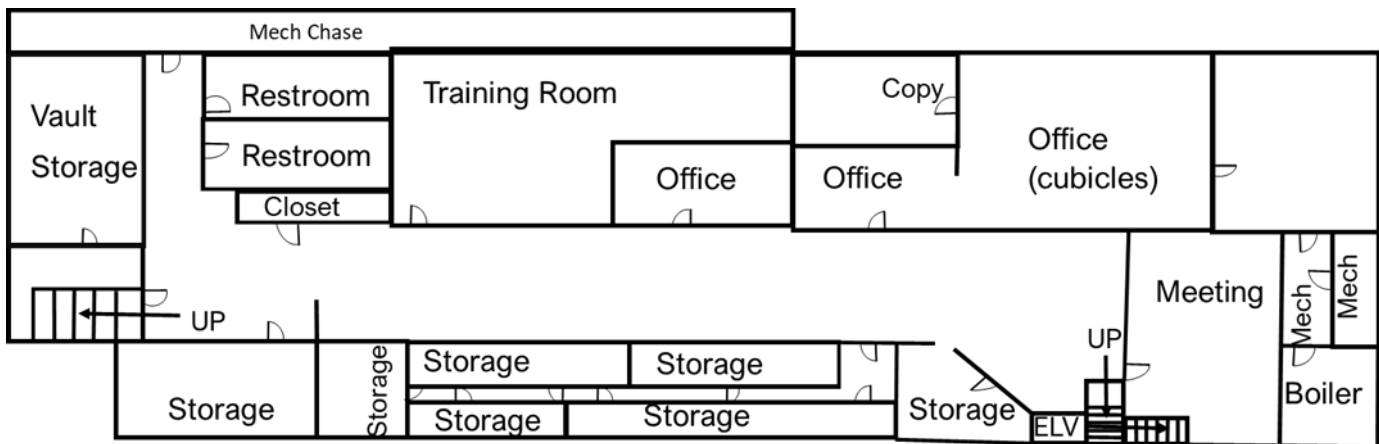 Mech Chase
Vault
Storage
Restroom
Restroom
Closet
Training Room
Office
Copy
Office
Office
(cubicles)
UP
Storage
Storage
Storage
Storage
Storage
Storage
Storage
UP
ELV
Meeting
Mech
Mech
Boiler